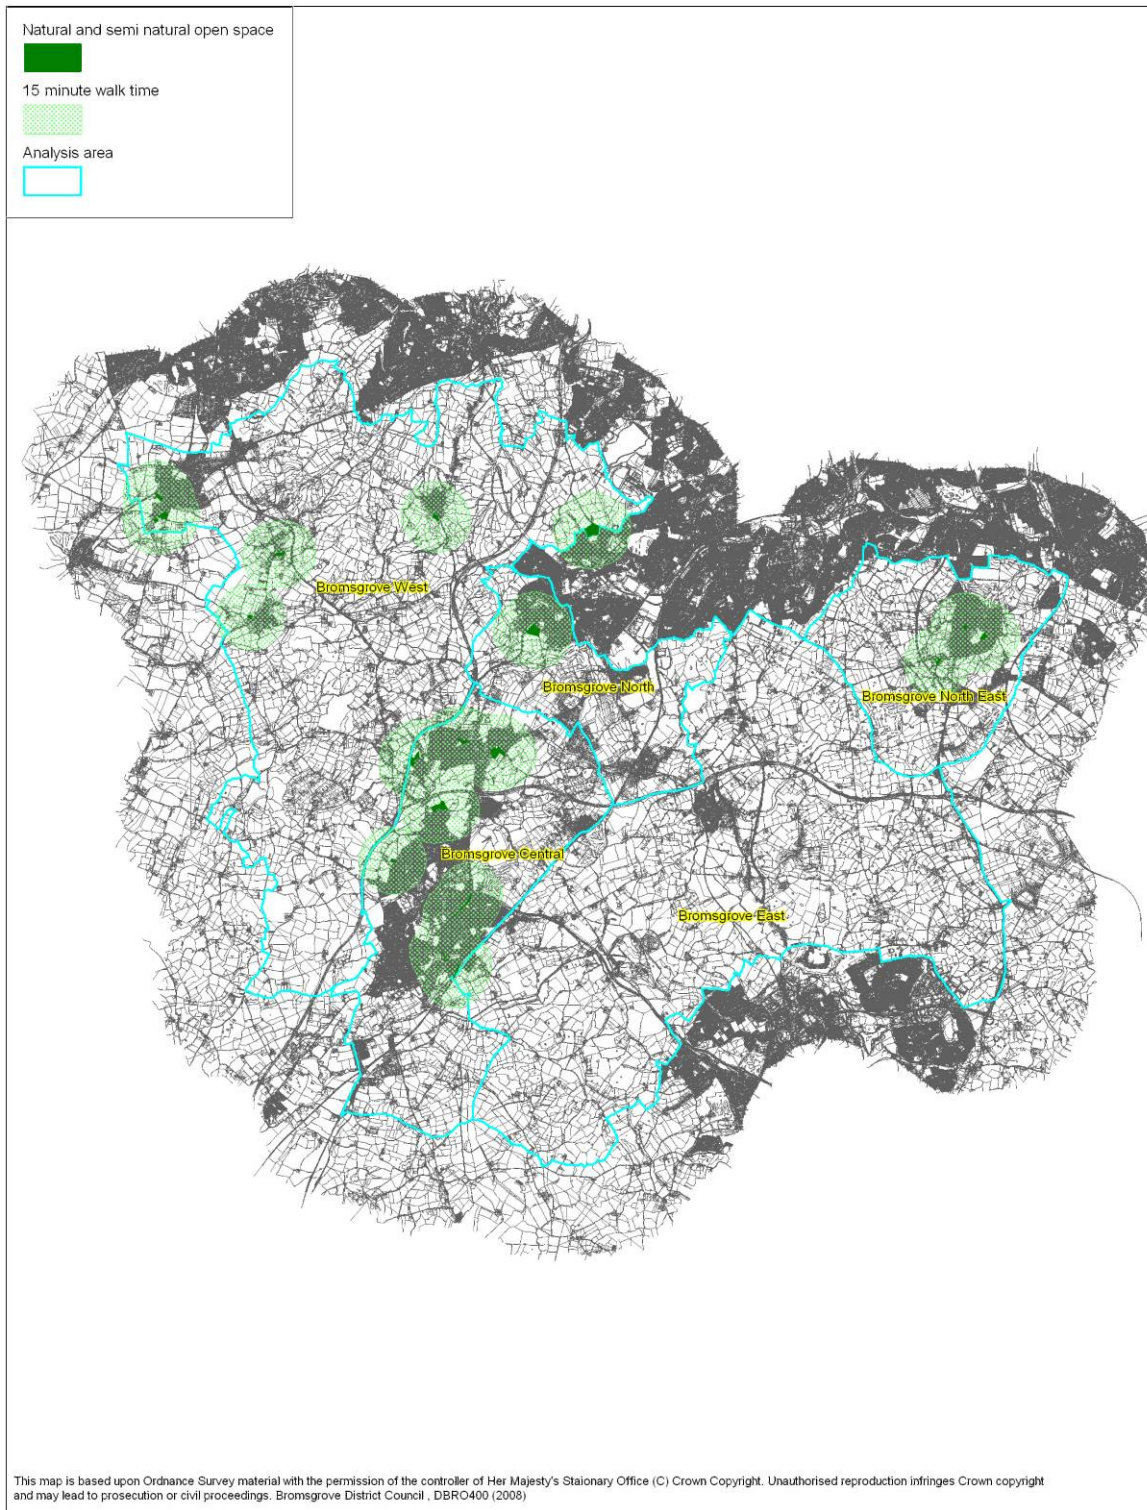 Natural and semi natural open space
15 minute walk time
Analysis area
Bromsgrove West
Bromsgrove North
Bromsgrove North East
Bromsgrove Central
Bromsgrove East
This map is based upon Ordnance Survey material with the permission of the controller of Her Majesty's Staionary Office (C) Crown Copyright. Unauthorised reproduction infringes Crown copyright
and may lead to prosecution or civil proceedings. Bromsgrove District Council , DBRO400 (2008)